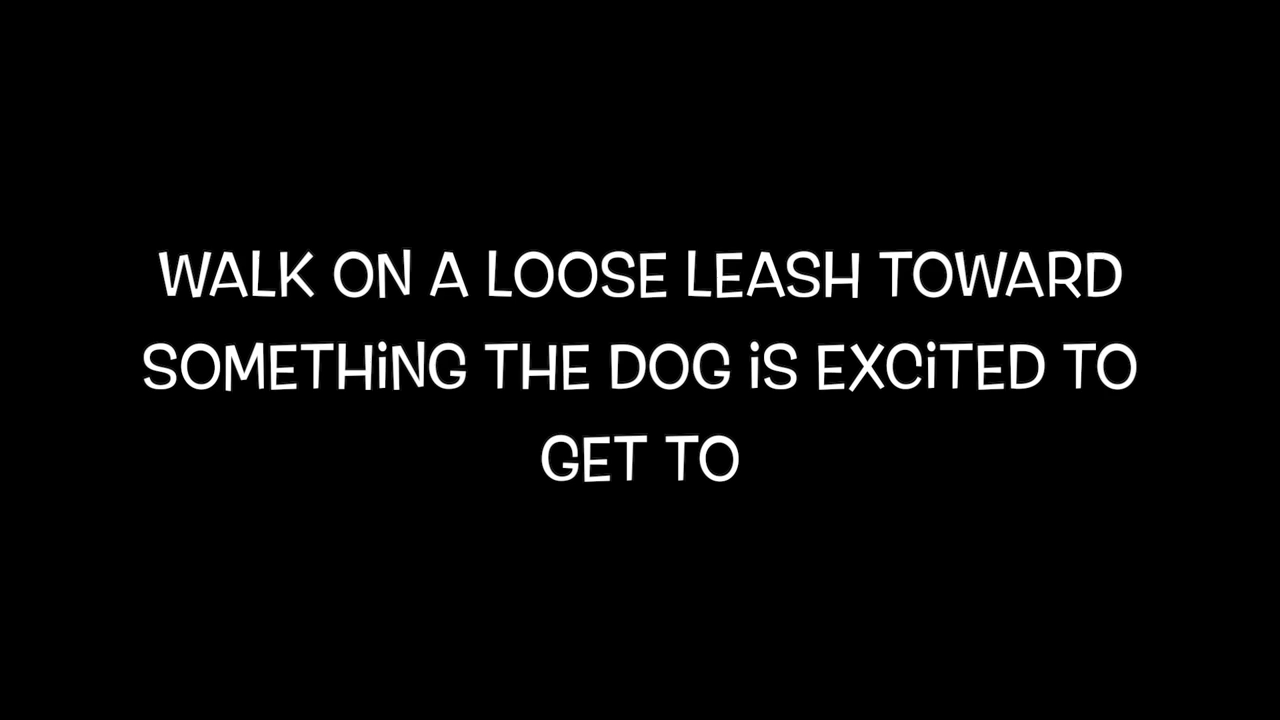 WALK ON A LOOSE LEASH TOWARD
SOMETHiNG THE DOG iS EXCiTED TO
GET TO